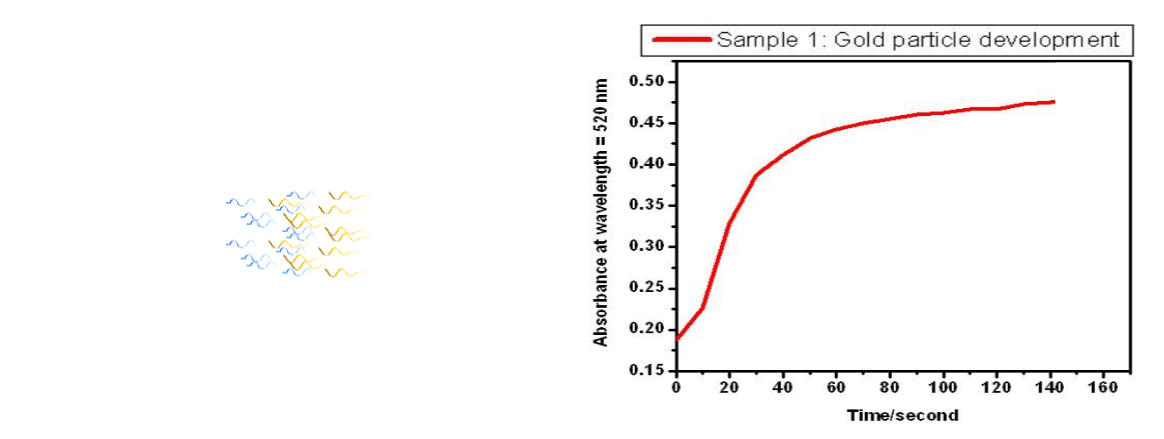 Sample 1: Gold particle development
Absorbance at wavelength = 520 nm
0.50
0.45
0.40
0.35
0.30
0.25
0.20
0.15
0 20 40 60 80 100 120 140 160
Time/second